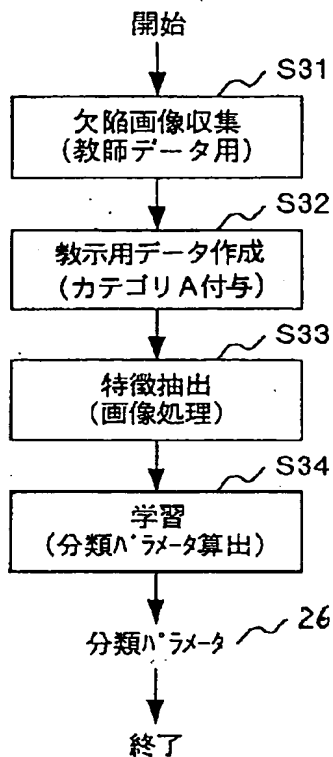 開始
S31
欠陥画像収集
(教師データ用)
S32
教示用データ作成
(カテゴリA付与)
S33
特徴抽出
(画像処理)
S34
学習
(分類パラメータ算出)
分類パラメータ 26
終了